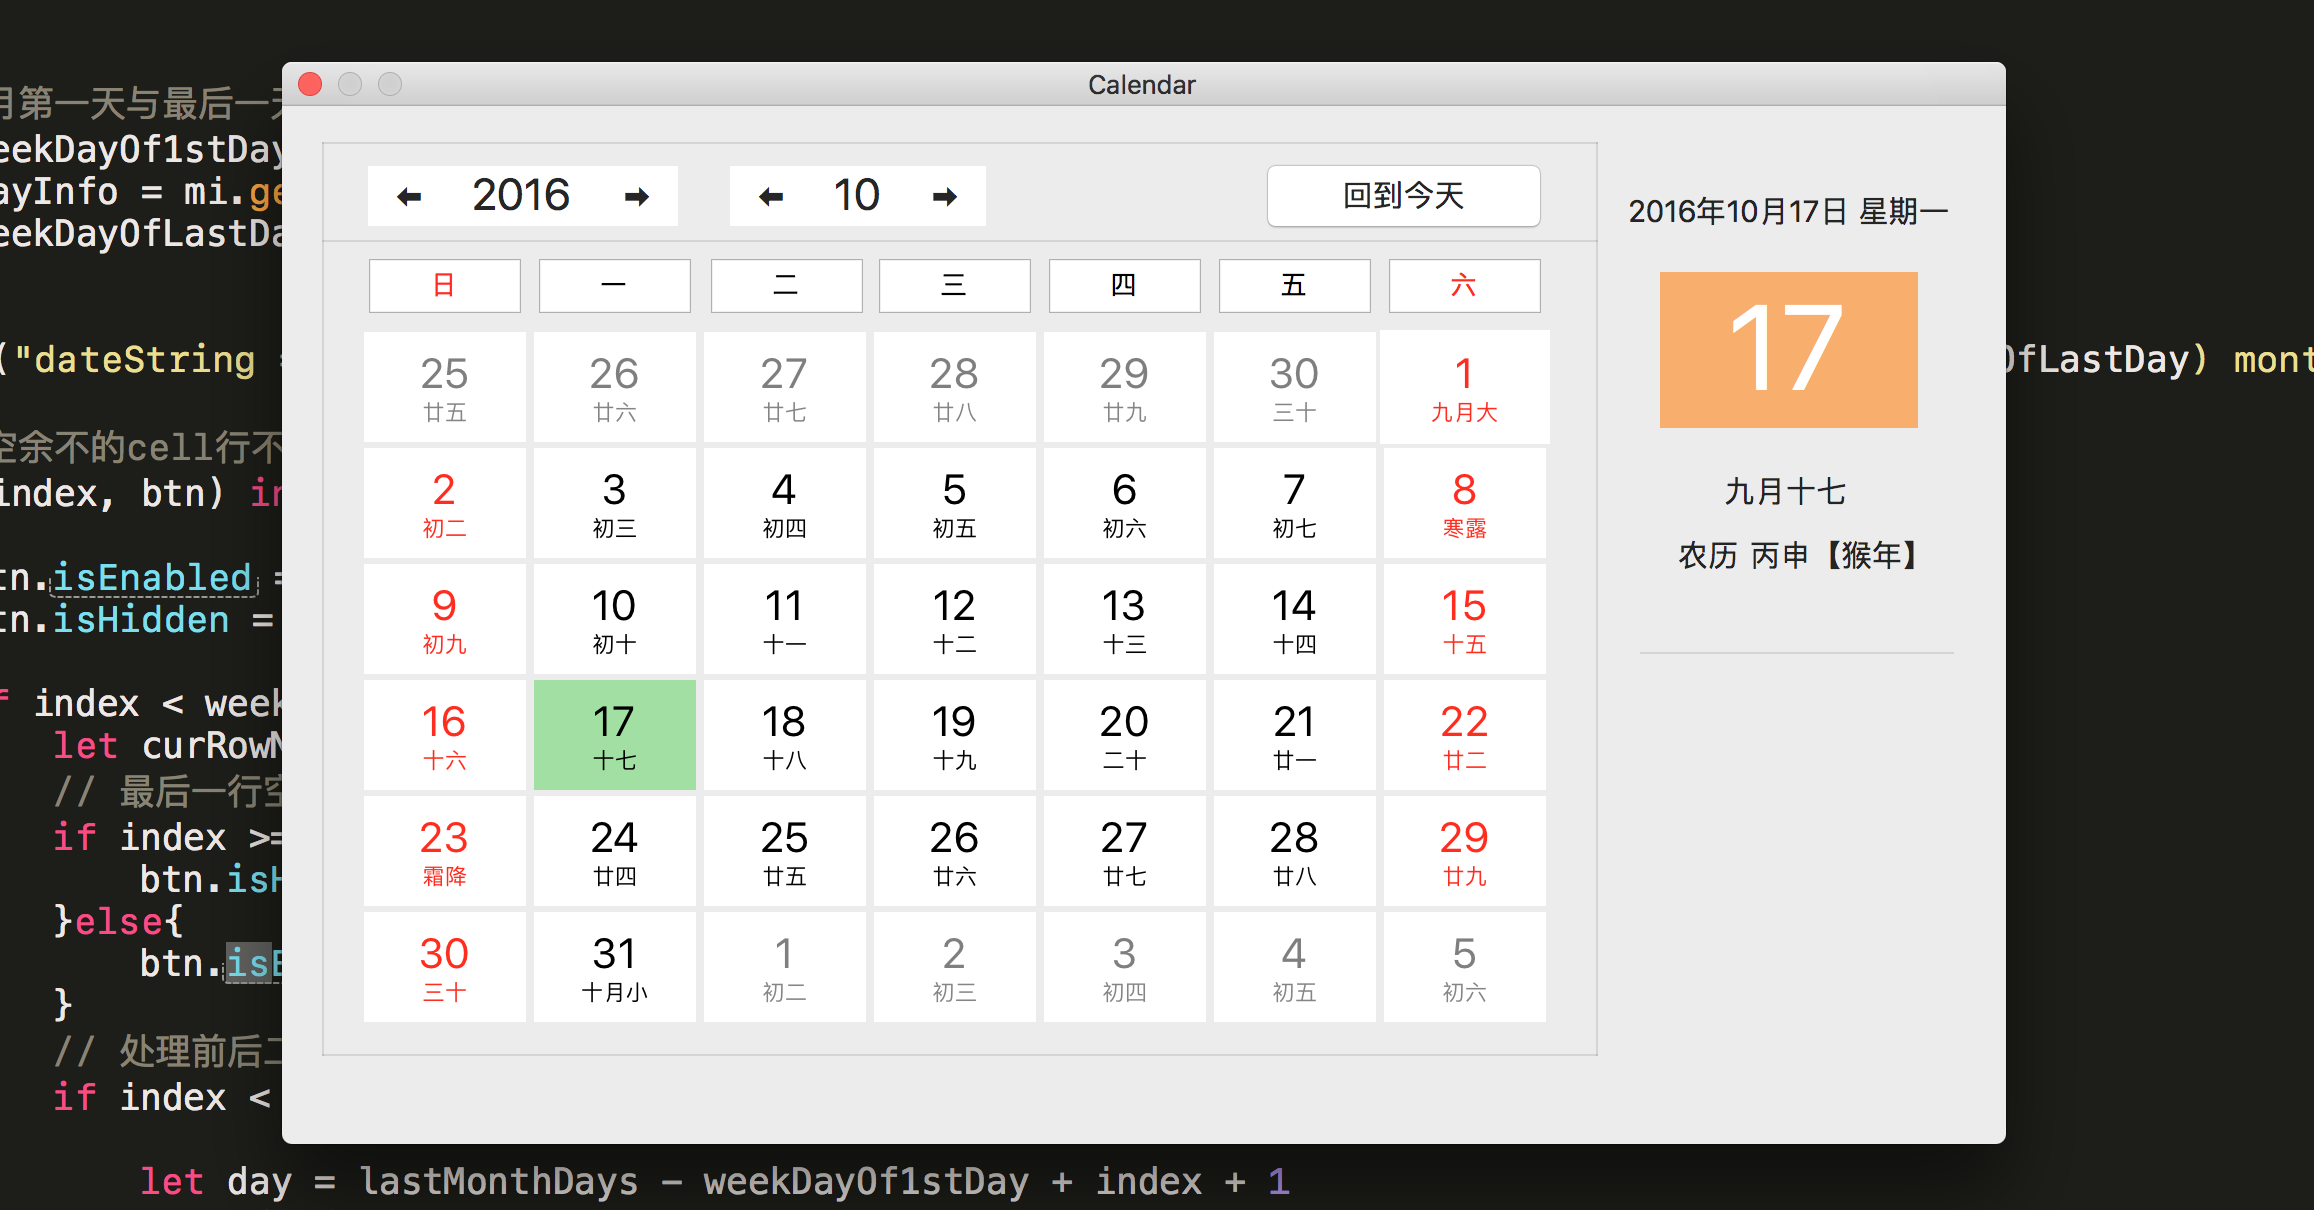 Calendar
月第一天与最后一天
eekDayOf1stDay
ayInfo = mi.ge
eekDayOfLastDa
("dateString =
OfLastDay) mont
空余不的cell行不
index, btn) in
tn.isEnabled =
tn.isHidden =
f index < week
let curRowN
// 最后一行空
if index >=
btn.isH
}else{
btn.isE
}
// 处理前后二
if index <
let day = lastMonthDays - weekDayOf1stDay + index + 1
2016 10 回到今天
日 一 二 三 四 五 六
25 26 27 28 29 30 1
廿五 廿六 廿七 廿八 廿九 三十 九月大
2 3 4 5 6 7 8
初二 初三 初四 初五 初六 初七 寒露
9 10 11 12 13 14 15
初九 初十 十一 十二 十三 十四 十五
16 17 18 19 20 21 22
十六 十七 十八 十九 二十 廿一 廿二
23 24 25 26 27 28 29
霜降 廿四 廿五 廿六 廿七 廿八 廿九
30 31 1 2 3 4 5
三十 十月小 初二 初三 初四 初五 初六
2016年10月17日 星期一
17
九月十七
农历 丙申【猴年】